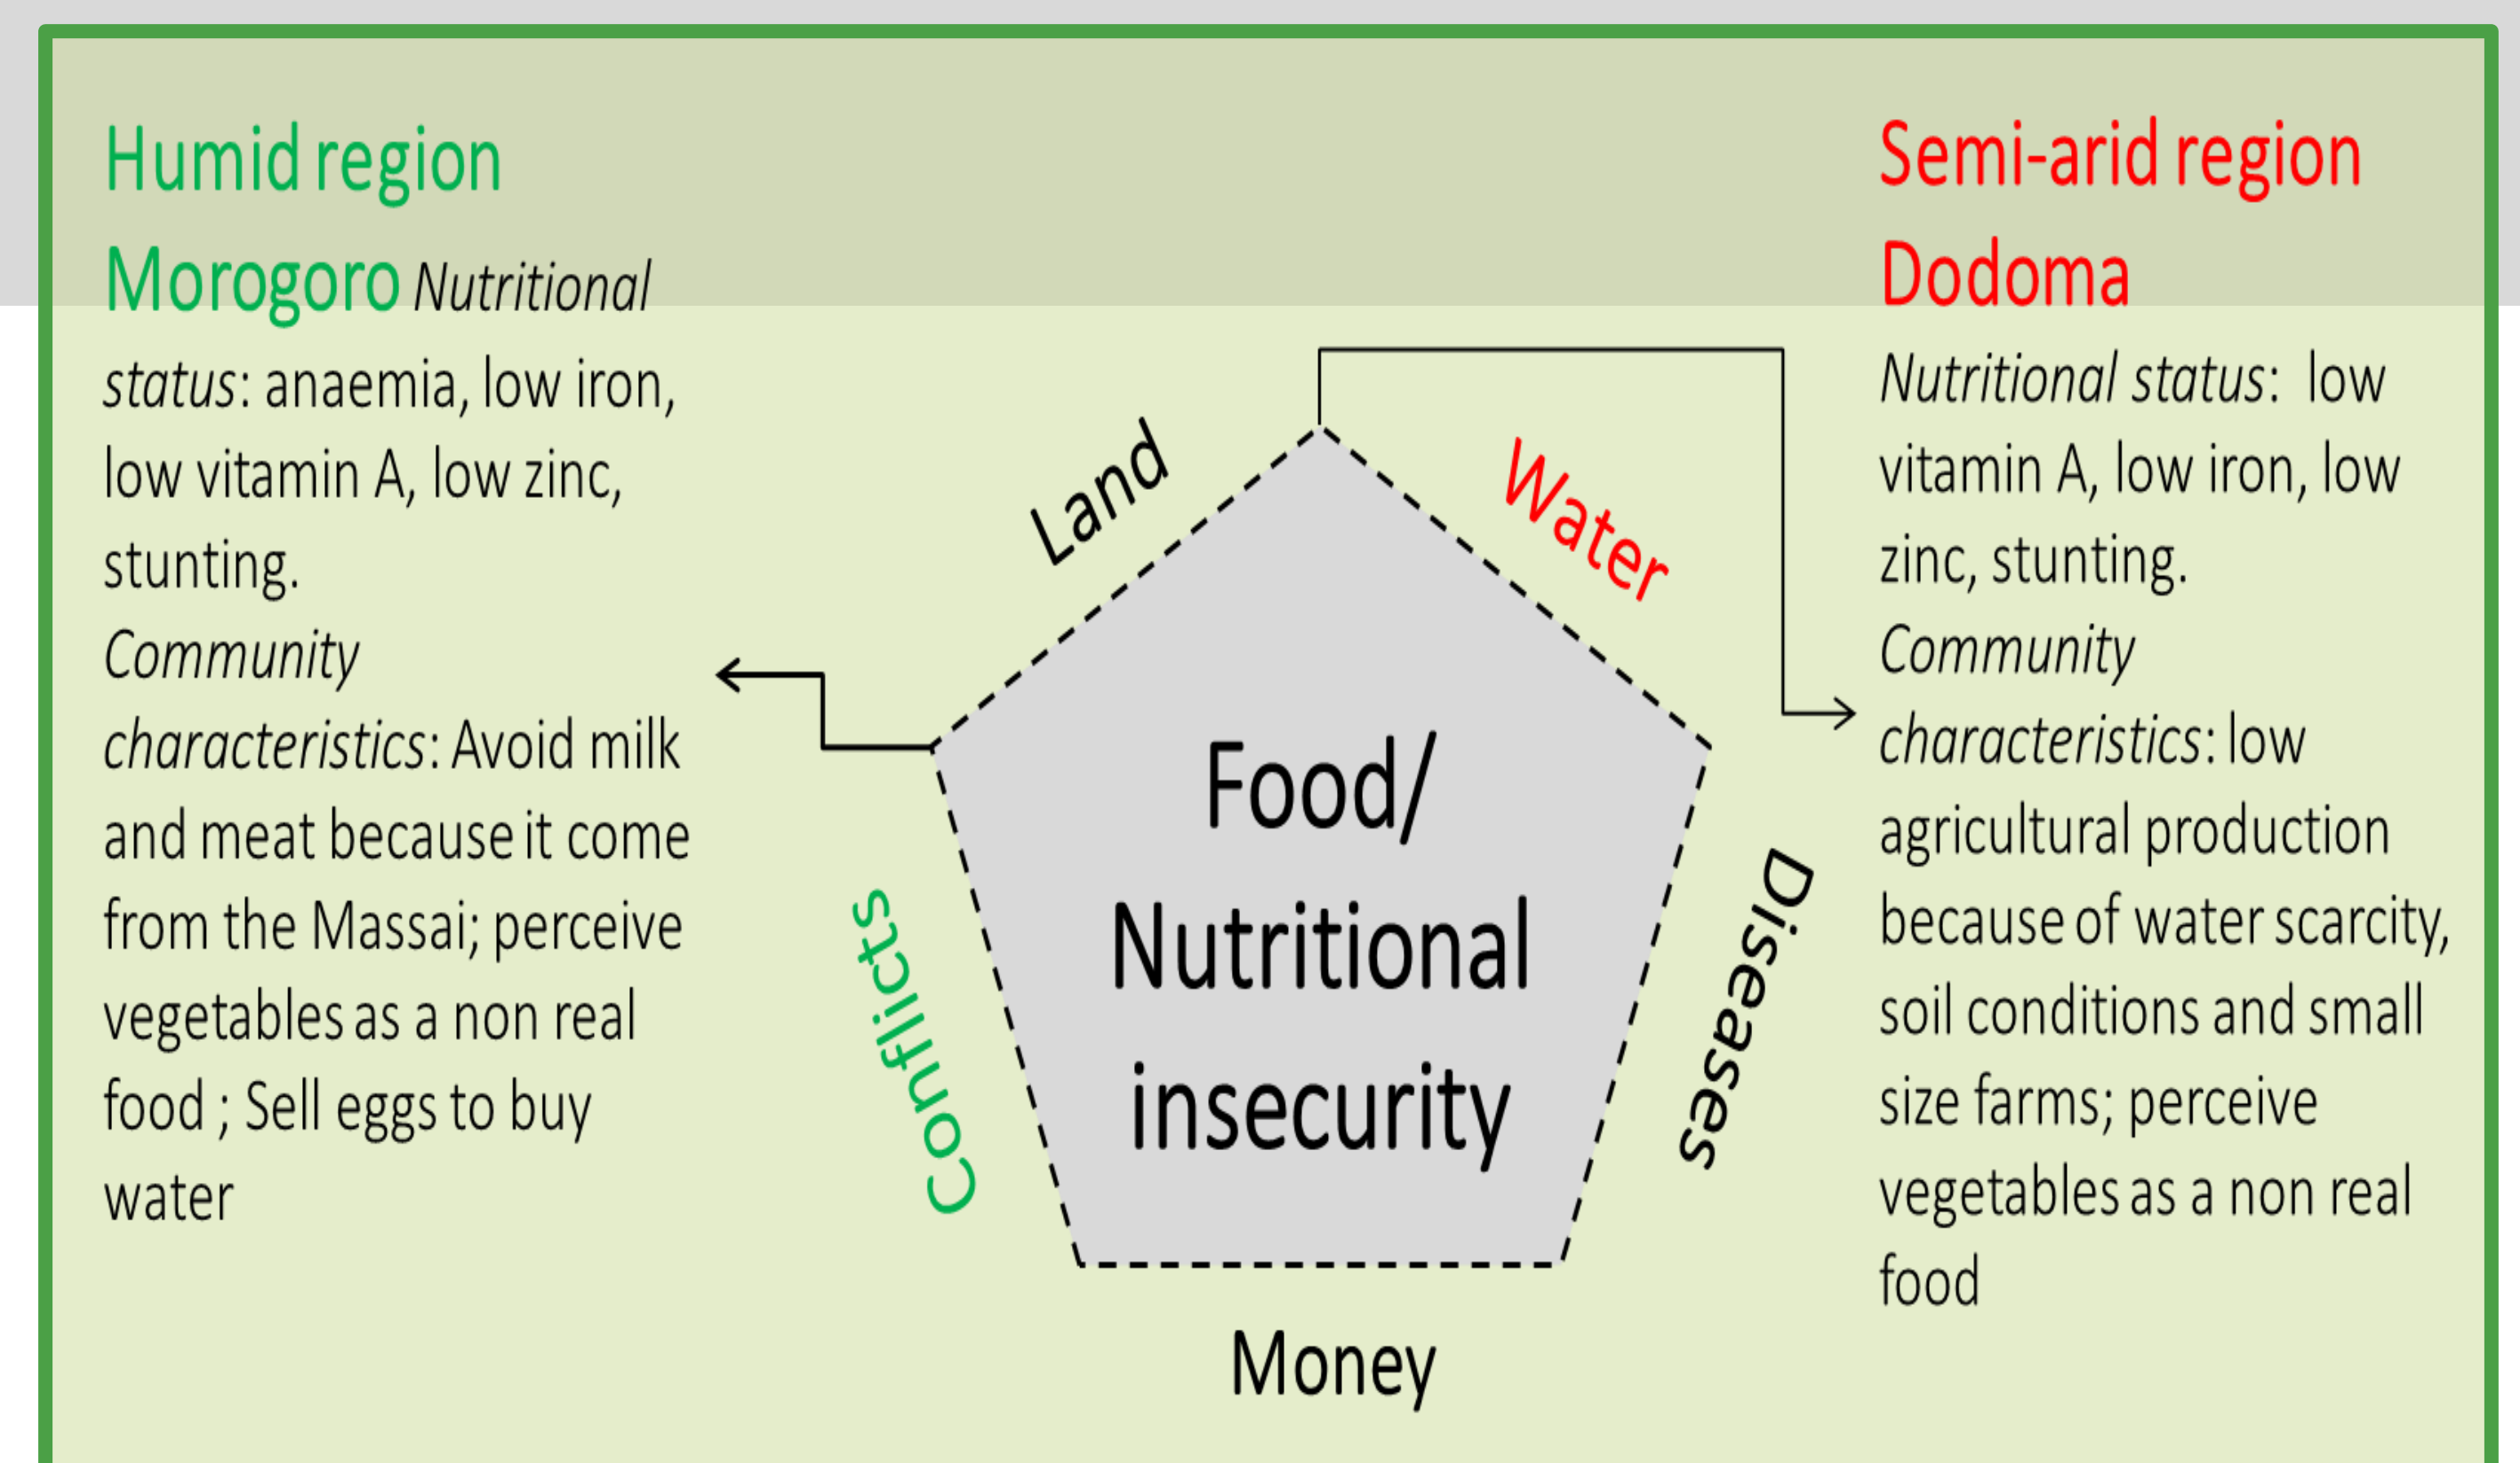 Humid region
Morogoro Nutritional
status: anaemia, low iron,
low vitamin A, low zinc,
stunting.
Community
characteristics: Avoid milk
and meat because it come
from the Massai; perceive
vegetables as a non real
food ; Sell eggs to buy
water
Land
Water
Conflicts
Diseases
Money
Food/
Nutritional
insecurity
Semi-arid region
Dodoma
Nutritional status: low
vitamin A, low iron, low
zinc, stunting.
Community
characteristics: low
agricultural production
because of water scarcity,
soil conditions and small
size farms; perceive
vegetables as a non real
food